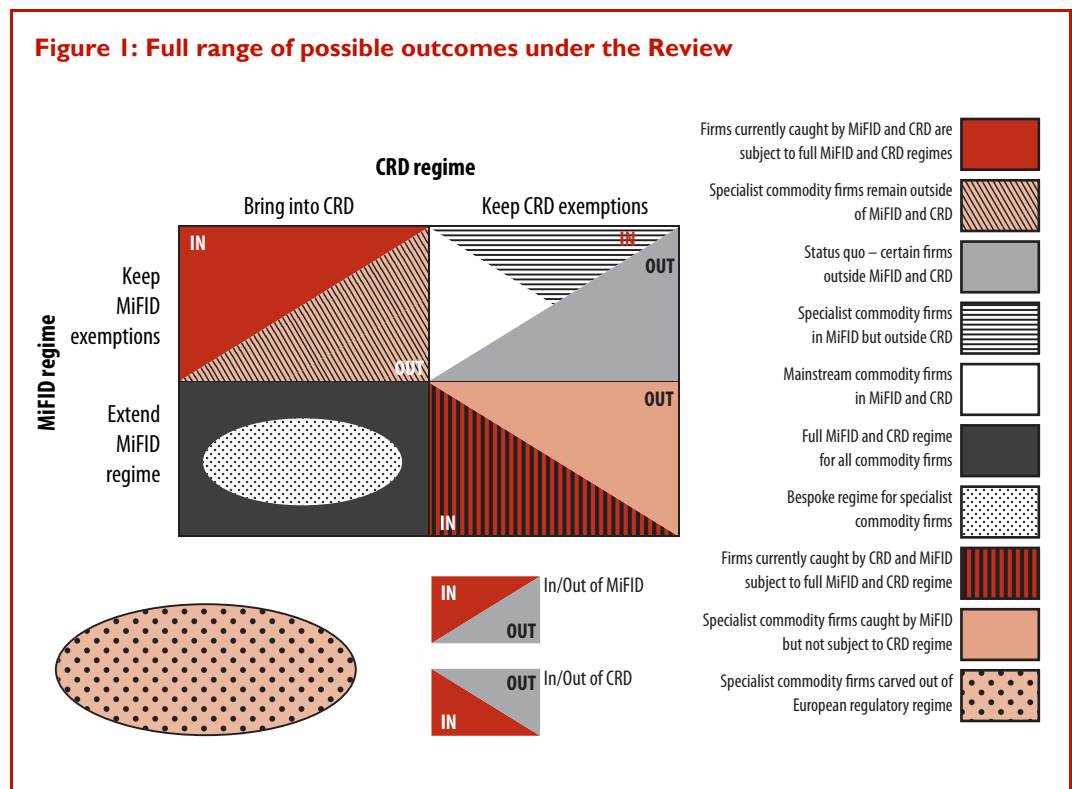 Figure 1: Full range of possible outcomes under the Review
CRD regime
Bring into CRD
Keep CRD exemptions
MiFID regime
Keep
MiFID
exemptions
Extend
MiFID
regime
IN
OUT
IN
OUT
IN
OUT
IN
OUT
In/Out of MiFID
OUT
IN
In/Out of CRD
Firms currently caught by MiFID and CRD are
subject to full MiFID and CRD regimes
Specialist commodity firms remain outside
of MiFID and CRD
Status quo – certain firms
outside MiFID and CRD
Specialist commodity firms
in MiFID but outside CRD
Mainstream commodity firms
in MiFID and CRD
Full MiFID and CRD regime
for all commodity firms
Bespoke regime for specialist
commodity firms
Firms currently caught by CRD and MiFID
subject to full MiFID and CRD regime
Specialist commodity firms caught by MiFID
but not subject to CRD regime
Specialist commodity firms carved out of
European regulatory regime